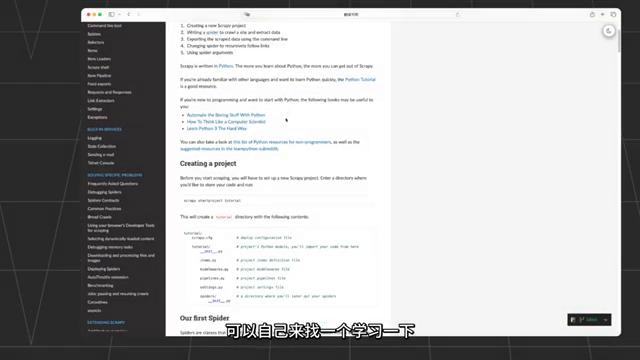 Command line tool
Spiders
Selectors
Items
Item Loaders
Scrapy shell
Item Pipeline
Feed exports
Requests and Responses
Link Extractors
Settings
Exceptions
BUILT-IN SERVICES
Logging
Stats Collection
Sending e-mail
Telnet Console
SOLVING SPECIFIC PROBLEMS
Frequently Asked Questions
Debugging Spiders
Spiders Contracts
Common Practices
Broad Crawls
Using your browser's Developer Tools
for scraping
Selecting dynamically-loaded content
Debugging memory leaks
Downloading and processing files and
images
Deploying Spiders
AutoThrottle extension
Benchmarking
Jobs: pausing and resuming crawls
Coroutines
asyncio
EXTENDING SCRAPY
1. Creating a new Scrapy project
2. Writing a spider to crawl a site and extract data
3. Exporting the scraped data using the command line
4. Changing spider to recursively follow links
5. Using spider arguments
Scrapy is written in Python. The more you learn about Python, the more you can get out of Scrapy.
If you're already familiar with other languages and want to learn Python quickly, the Python Tutorial
is a good resource.
If you're new to programming and want to start with Python, the following books may be useful to
you:
• Automate the Boring Stuff With Python
• How To Think Like a Computer Scientist
• Learn Python 3 The Hard Way
You can also take a look at this list of Python resources for non-programmers, as well as the
suggested resources in the learnpython-subreddit.
Creating a project
Before you start scraping, you will have to set up a new Scrapy project. Enter a directory where
you'd like to store your code and run:
scrapy startproject tutorial
This will create a tutorial directory with the following contents:
tutorial/
scrapy.cfg # deploy configuration file
tutorial/ # project's Python module, you'll import your code from here
__init__.py
items.py # project items definition file
middlewares.py # project middlewares file
pipelines.py # project pipelines file
settings.py # project settings file
spiders/ # a directory where you'll later put your spiders
__init__.py
Our first Spider
Spiders are classes that
可以自己来找一个学习一下